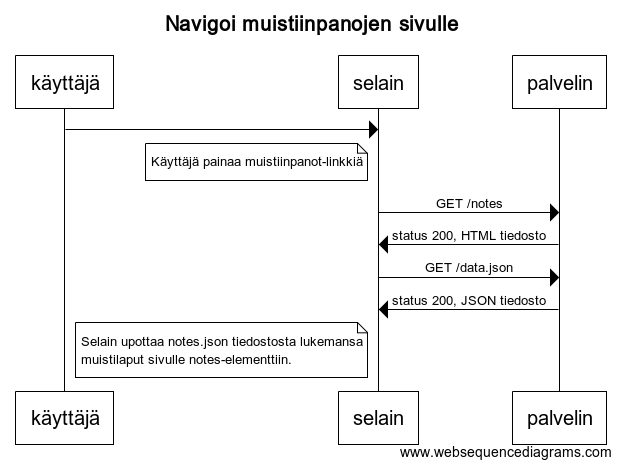 Navigoi muistiinpanojen sivulle
käyttäjä
selain
palvelin
Käyttäjä painaa muistiinpanot-linkkiä
GET /notes
status 200, HTML tiedosto
GET /data.json
status 200, JSON tiedosto
Selain upottaa notes.json tiedostosta lukemansa
muistilaput sivulle notes-elementtiin.
käyttäjä
selain
palvelin
www.websequencediagrams.com